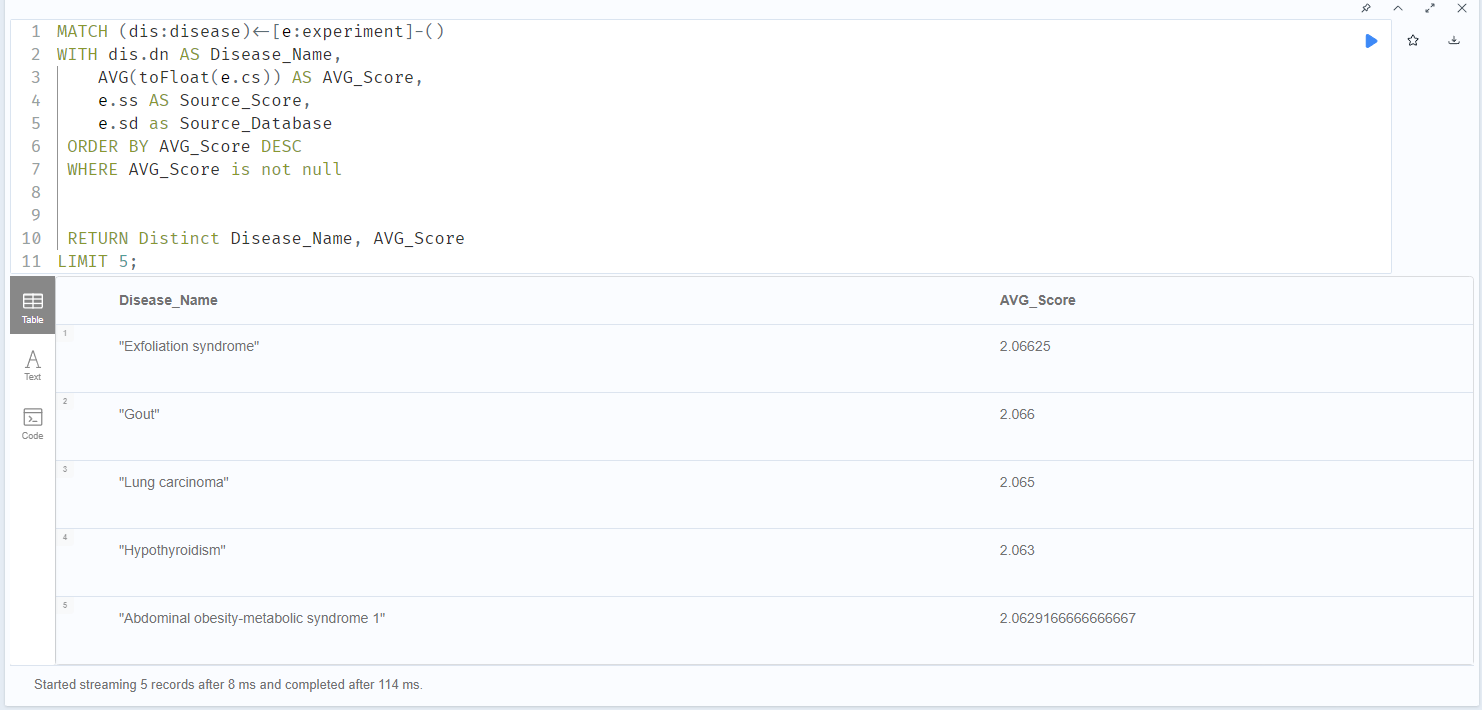 1 MATCH (dis:disease)<-[e:experiment]-()
2 WITH dis.dn AS Disease_Name,
3 AVG(toFloat(e.cs)) AS AVG_Score,
4 e.ss AS Source_Score,
5 e.sd as Source_Database
6 ORDER BY AVG_Score DESC
7 WHERE AVG_Score is not null
8
9
10 RETURN Distinct Disease_Name, AVG_Score
11 LIMIT 5;
Table
Text
Code
Disease_Name AVG_Score
1 "Exfoliation syndrome" 2.06625
2 "Gout" 2.066
3 "Lung carcinoma" 2.065
4 "Hypothyroidism" 2.063
5 "Abdominal obesity-metabolic syndrome 1" 2.0629166666666667
Started streaming 5 records after 8 ms and completed after 114 ms.